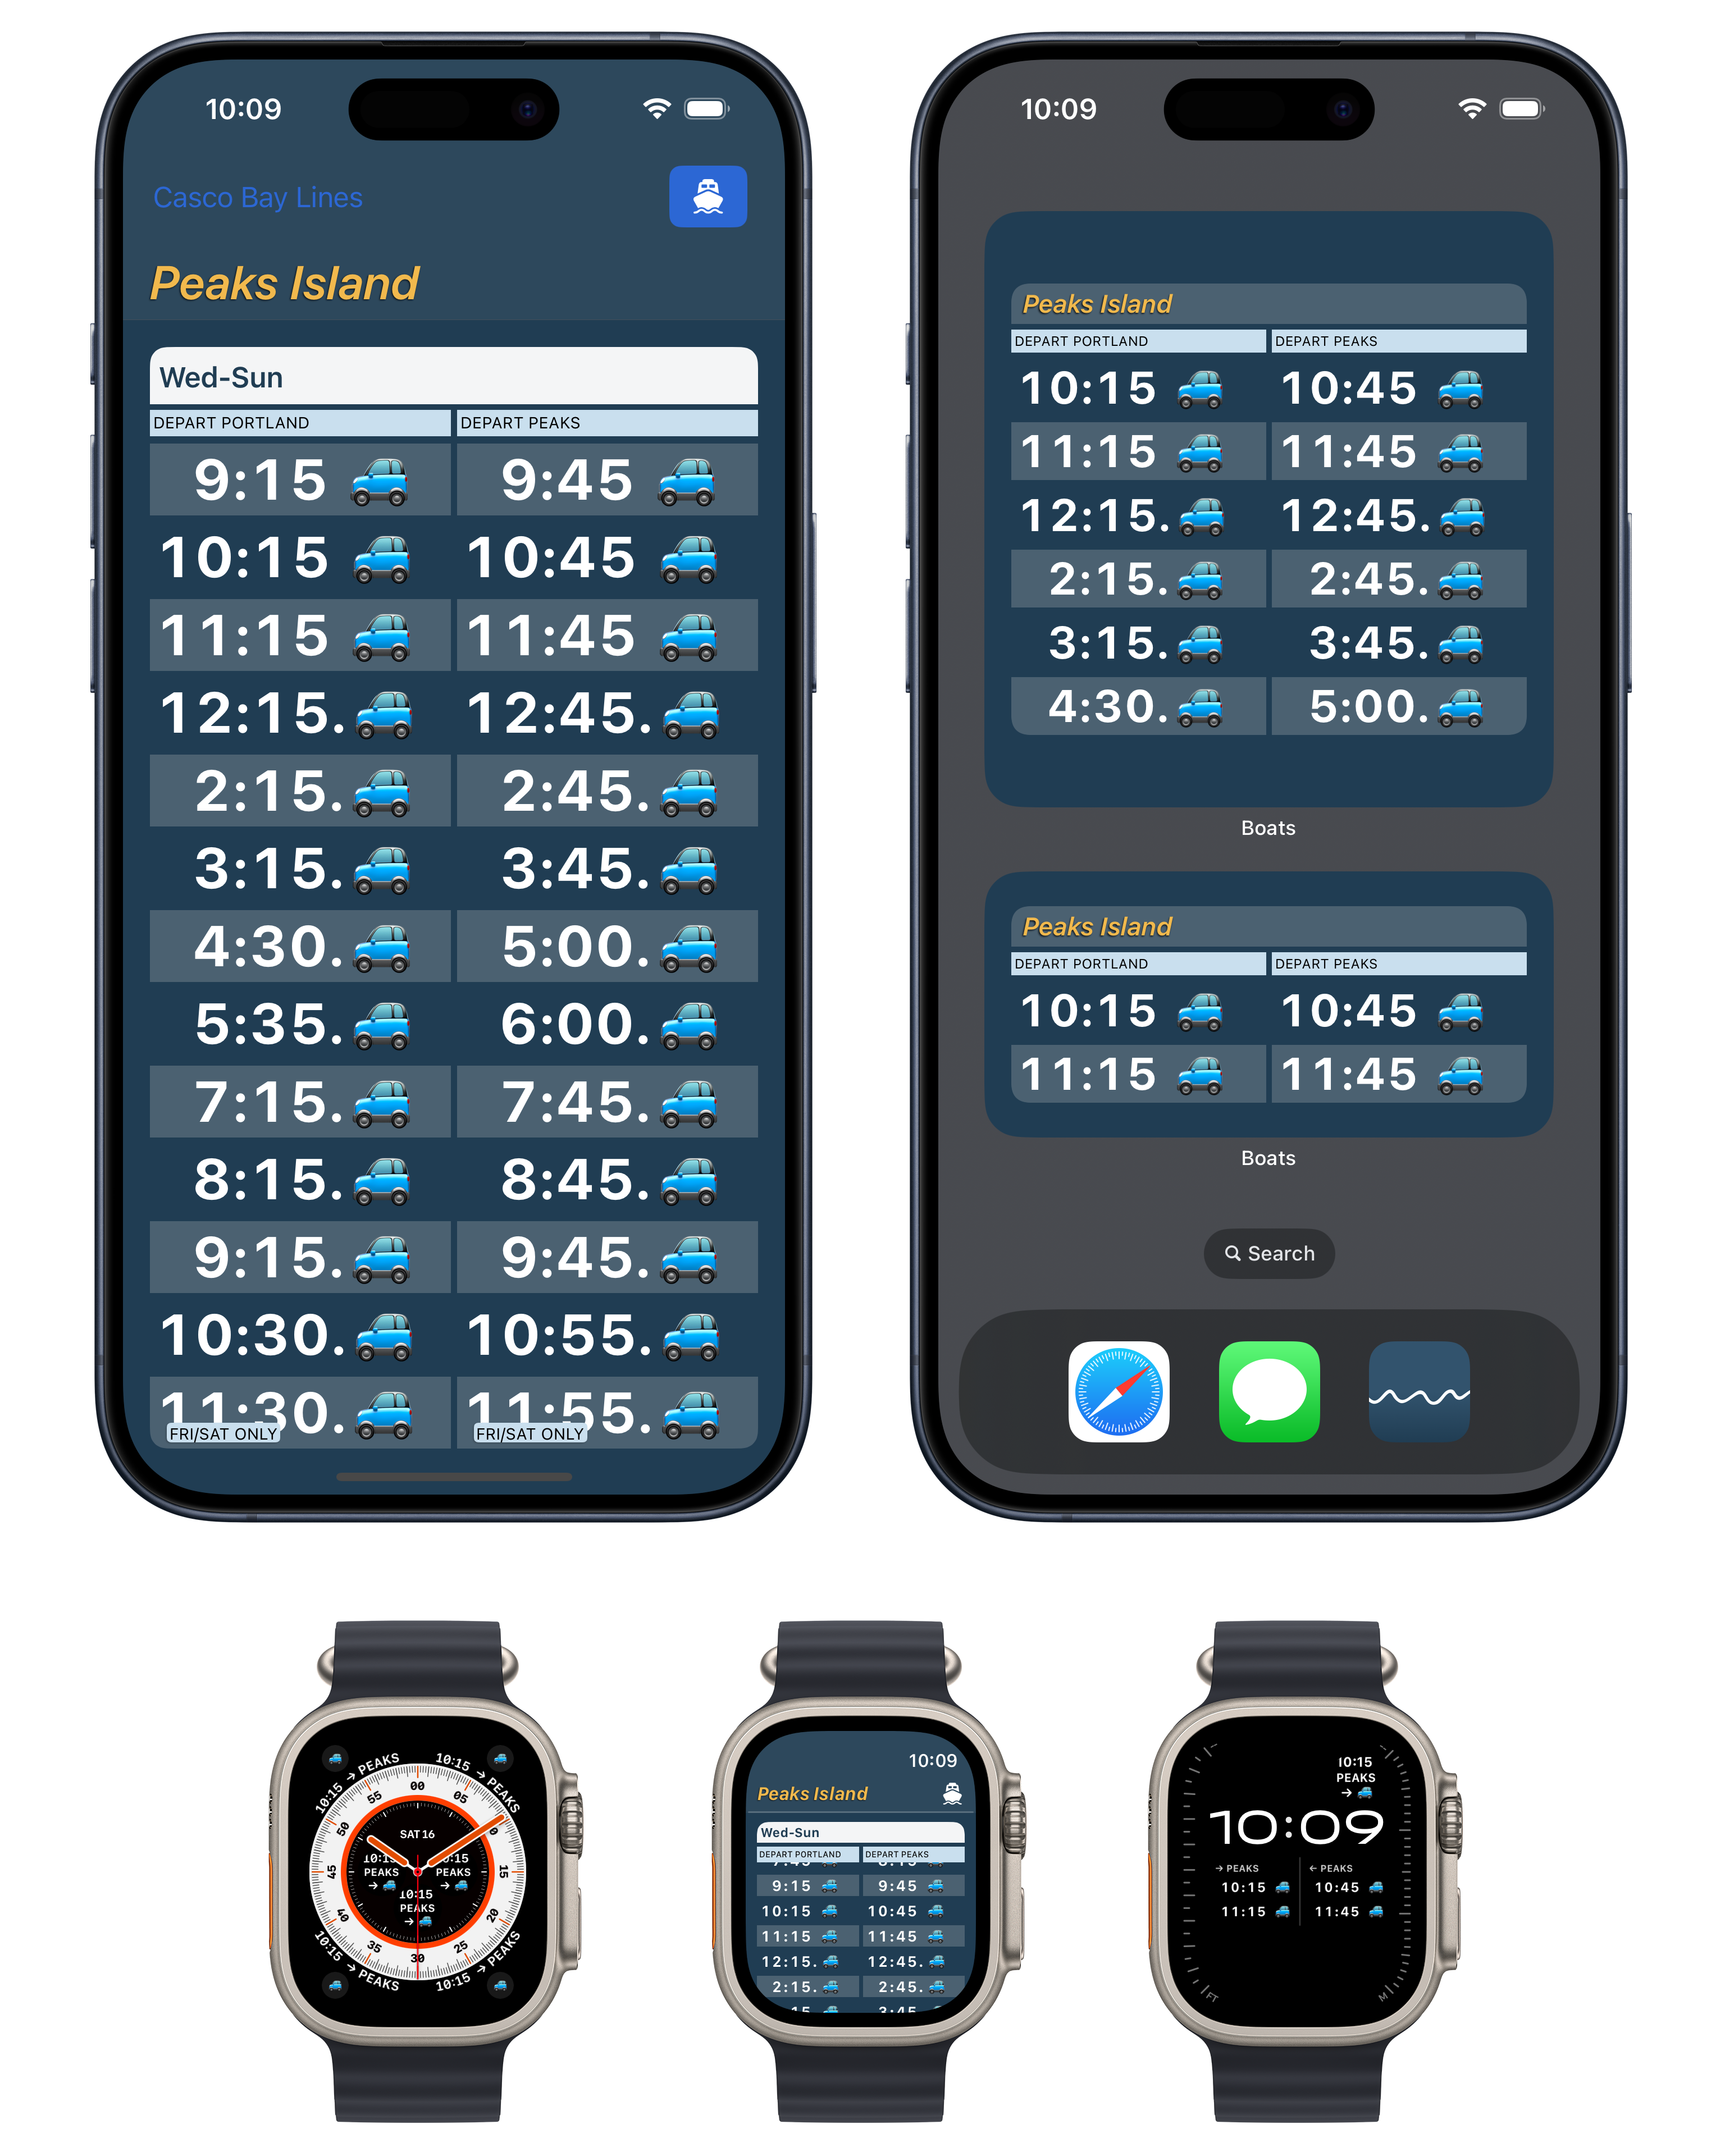 10:09
Casco Bay Lines
Peaks Island
Wed-Sun
DEPART PORTLAND DEPART PEAKS
9:15 9:45
10:15 10:45
11:15 11:45
12:15. 12:45.
2:15. 2:45.
3:15. 3:45.
4:30. 5:00.
5:35. 6:00.
7:15. 7:45.
8:15. 8:45.
9:15. 9:45.
10:30. 10:55.
11:30. 11:55.
FRI/SAT ONLY FRI/SAT ONLY
10:09
Peaks Island
DEPART PORTLAND DEPART PEAKS
10:15 10:45
11:15 11:45
12:15. 12:45.
2:15. 2:45.
3:15. 3:45.
4:30. 5:00.
Boats
Peaks Island
DEPART PORTLAND DEPART PEAKS
10:15 10:45
11:15 11:45
Boats
Search
10:15 → PEAKS
10:15 → PEAKS
00
05
55
50
45
40
35
30
25
20
15
SAT 16
10:15 10:15
PEAKS PEAKS
→ →
10:15
PEAKS
→
10:15 → PEAKS
10:15 → PEAKS
10:09
Peaks Island
Wed-Sun
DEPART PORTLAND DEPART PEAKS
9:15 9:45
10:15 10:45
11:15 11:45
12:15. 12:45.
2:15. 2:45.
3:45
10:15
PEAKS
→
10:09
→ PEAKS ← PEAKS
10:15 10:45
11:15 11:45
FT M